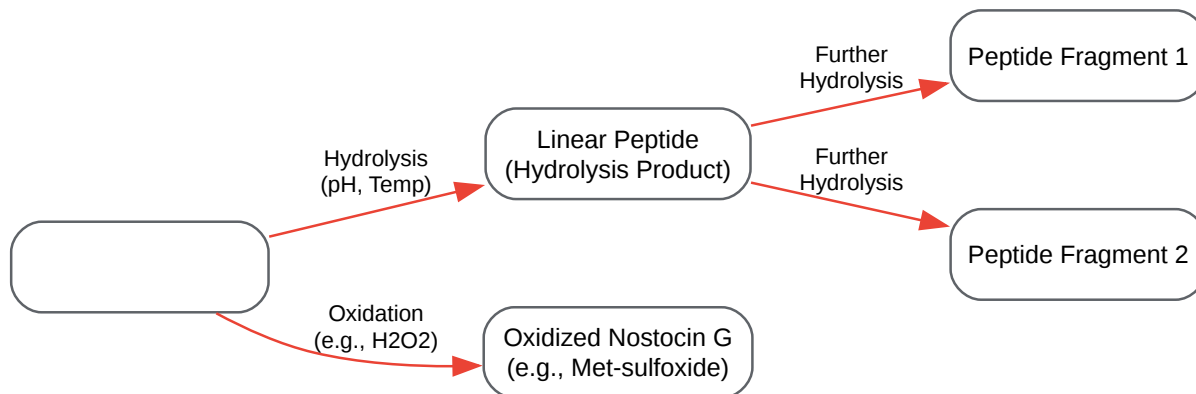 Further
Hydrolysis
Peptide Fragment 1
Hydrolysis
(pH, Temp)
Linear Peptide
(Hydrolysis Product)
Further
Hydrolysis
Peptide Fragment 2
Oxidation
(e.g., H2O2)
Oxidized Nostocin G
(e.g., Met-sulfoxide)